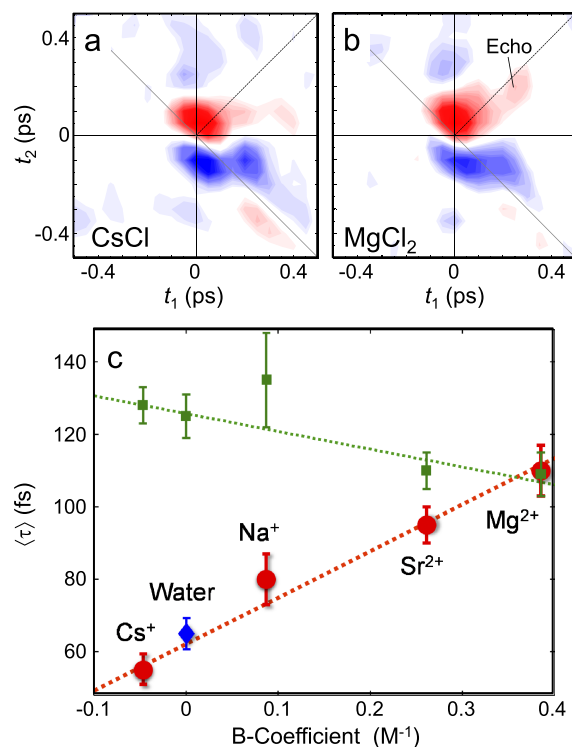 a
b
Echo
CsCl
MgCl₂
t₂ (ps)
0.4
0
-0.4
-0.4
0
0.4
-0.4
0
0.4
t₁ (ps)
t₁ (ps)
c
⟨τ⟩ (fs)
140
120
100
80
60
Cs⁺
Water
Na⁺
Sr²⁺
Mg²⁺
-0.1
0
0.1
0.2
0.3
0.4
B-Coefficient (M⁻¹)